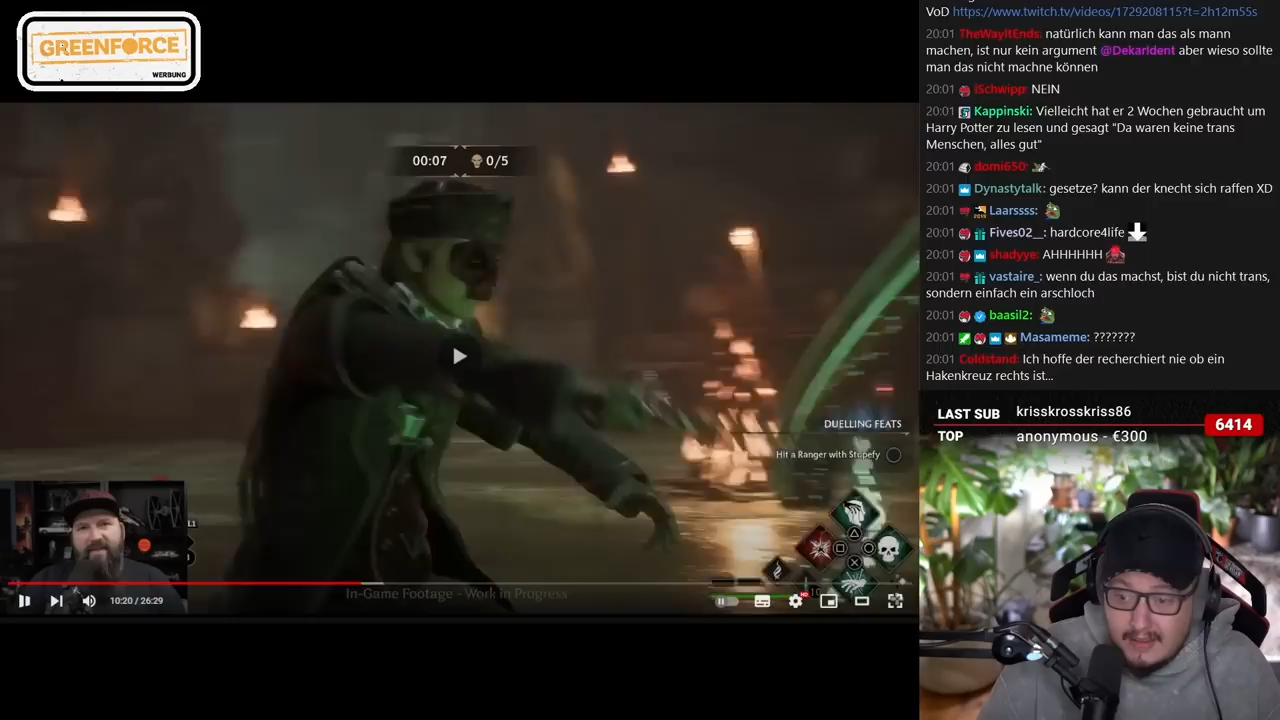 GREENFORCE
WERBUNG
00:07 0/5
DUELLING FEATS
Hit a Ranger with Stupefy
In-Game Footage - Work in Progress
10:20 / 26:29
HD
VoD https://www.twitch.tv/videos/1729208115?t=2h12m55s
20:01 TheWayItEnds: natürlich kann man das als mann
machen, ist nur kein argument @Dekarldent aber wieso sollte
man das nicht machne können
20:01 iSchwipp: NEIN
20:01 Kappinski: Vielleicht hat er 2 Wochen gebraucht um
Harry Potter zu lesen und gesagt "Da waren keine trans
Menschen, alles gut"
20:01 domi650:
20:01 Dynastytalk: gesetze? kann der knecht sich raffen XD
20:01 Laarssss:
20:01 Fives02__: hardcore4life
20:01 shadyye: AHHHHHH
20:01 vastaire_: wenn du das machst, bist du nicht trans,
sondern einfach ein arschloch
20:01 baasil2:
20:01 Masameme: ???????
20:01 Coldstand: Ich hoffe der recherchiert nie ob ein
Hakenkreuz rechts ist...
LAST SUB krisskrosskriss86
6414
TOP anonymous - €300